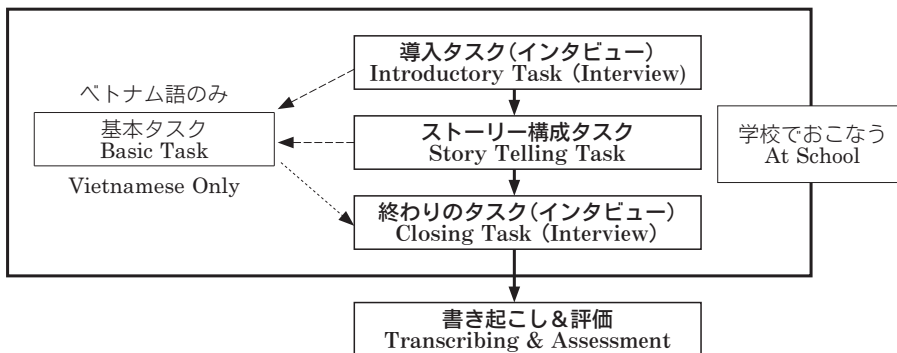 導入タスク(インタビュー)
Introductory Task (Interview)
ベトナム語のみ
基本タスク
Basic Task
Vietnamese Only
ストーリー構成タスク
Story Telling Task
学校でおこなう
At School
終わりのタスク(インタビュー)
Closing Task (Interview)
書き起こし&評価
Transcribing & Assessment